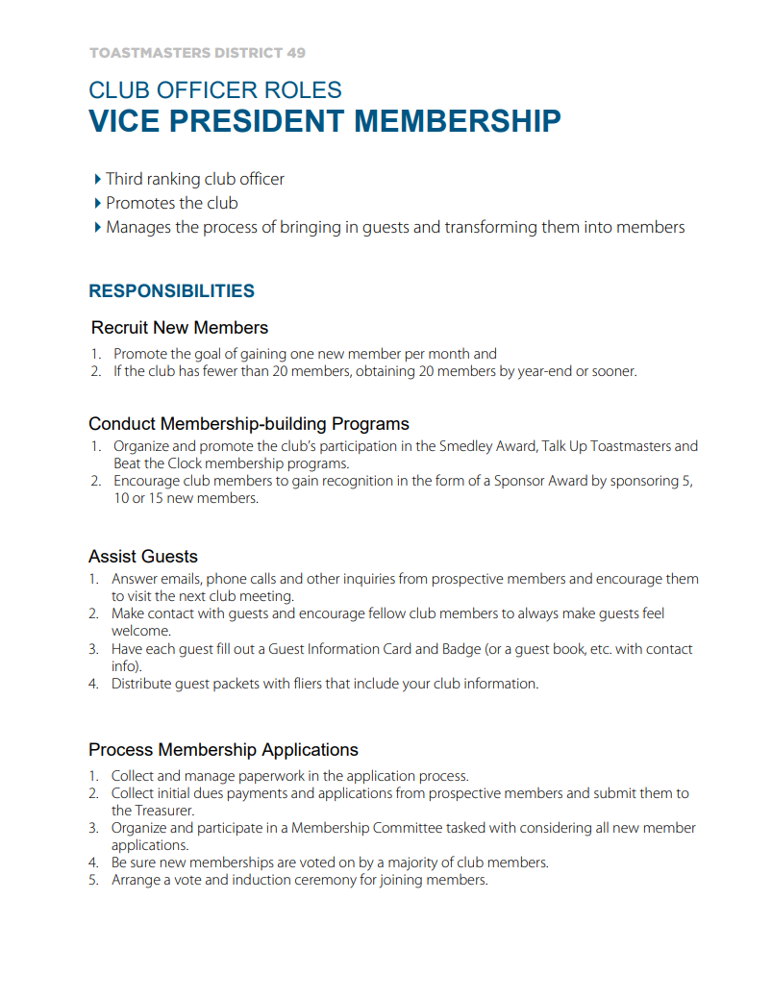 TOASTMASTERS DISTRICT 49
CLUB OFFICER ROLES
VICE PRESIDENT MEMBERSHIP
Third ranking club officer
Promotes the club
Manages the process of bringing in guests and transforming them into members
RESPONSIBILITIES
Recruit New Members
1. Promote the goal of gaining one new member per month and
2. If the club has fewer than 20 members, obtaining 20 members by year-end or sooner.
Conduct Membership-building Programs
1. Organize and promote the club’s participation in the Smedley Award, Talk Up Toastmasters and
Beat the Clock membership programs.
2. Encourage club members to gain recognition in the form of a Sponsor Award by sponsoring 5,
10 or 15 new members.
Assist Guests
1. Answer emails, phone calls and other inquiries from prospective members and encourage them
to visit the next club meeting.
2. Make contact with guests and encourage fellow club members to always make guests feel
welcome.
3. Have each guest fill out a Guest Information Card and Badge (or a guest book, etc. with contact
info).
4. Distribute guest packets with fliers that include your club information.
Process Membership Applications
1. Collect and manage paperwork in the application process.
2. Collect initial dues payments and applications from prospective members and submit them to
the Treasurer.
3. Organize and participate in a Membership Committee tasked with considering all new member
applications.
4. Be sure new memberships are voted on by a majority of club members.
5. Arrange a vote and induction ceremony for joining members.